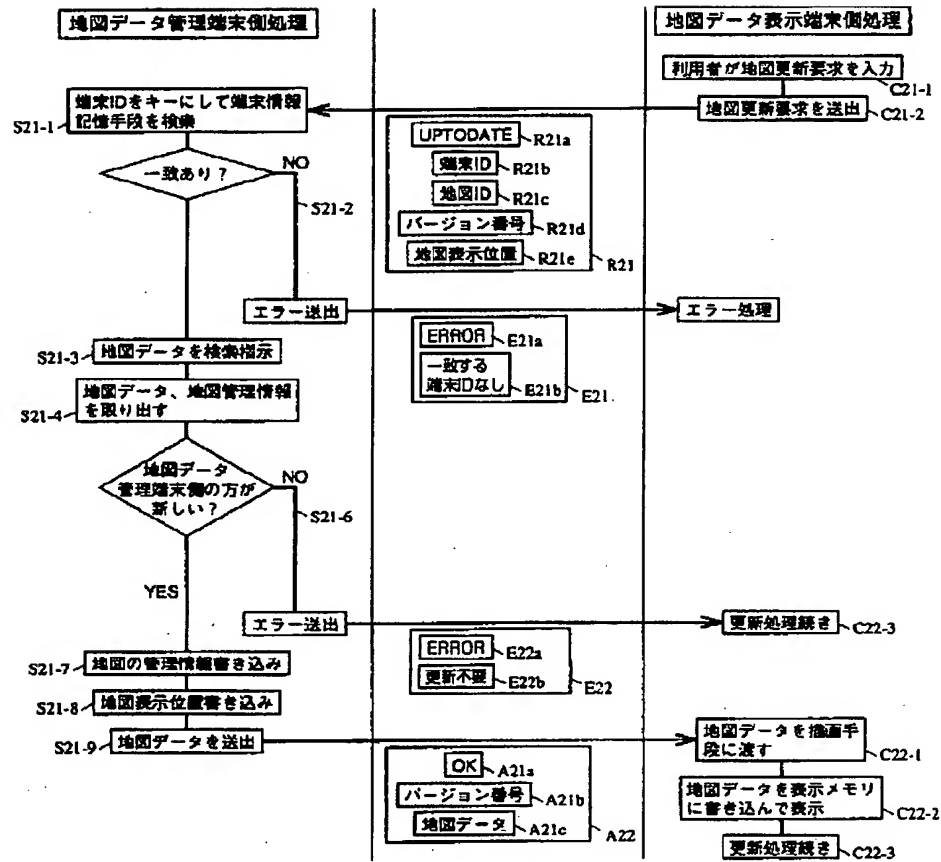 地図データ管理端末側処理
地図データ表示端末側処理
利用者が地図更新要求を入力
C21-1
地図更新要求を送出
C21-2
端末IDをキーにして端末情報
記憶手段を検索
S21-1
UPTODATE
R21a
端末ID
R21b
地図ID
R21c
バージョン番号
R21d
地図表示位置
R21e
R21
一致あり?
NO
S21-2
エラー送出
エラー処理
ERROR
E21a
一致する
端末IDなし
E21b
E21
S21-3
地図データを検索指示
地図データ、地図管理情報
を取り出す
S21-4
地図データ
管理端末側の方が
新しい?
NO
S21-6
YES
エラー送出
更新処理続き
C22-3
ERROR
E22a
更新不要
E22b
E22
S21-7
地図の管理情報書き込み
S21-8
地図表示位置書き込み
S21-9
地図データを送出
OK
A21a
バージョン番号
A21b
地図データ
A21c
A22
地図データを描画手
段に渡す
C22-1
地図データを表示メモリ
に書き込んで表示
C22-2
更新処理続き
C22-3